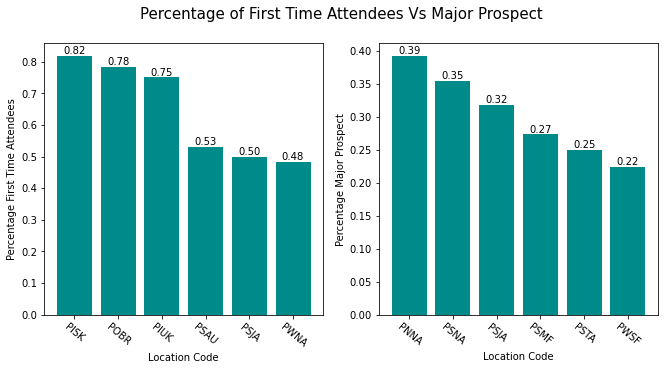 Percentage of First Time Attendees Vs Major Prospect
Percentage First Time Attendees
0.8
0.7
0.6
0.5
0.4
0.3
0.2
0.1
0.0
0.82
0.78
0.75
0.53
0.50
0.48
PISK
POBR
PIUK
PSAU
PSJA
PWNA
Location Code
Percentage Major Prospect
0.40
0.35
0.30
0.25
0.20
0.15
0.10
0.05
0.00
0.39
0.35
0.32
0.27
0.25
0.22
PNNA
PSNA
PSJA
PSMF
PSTA
PWSF
Location Code